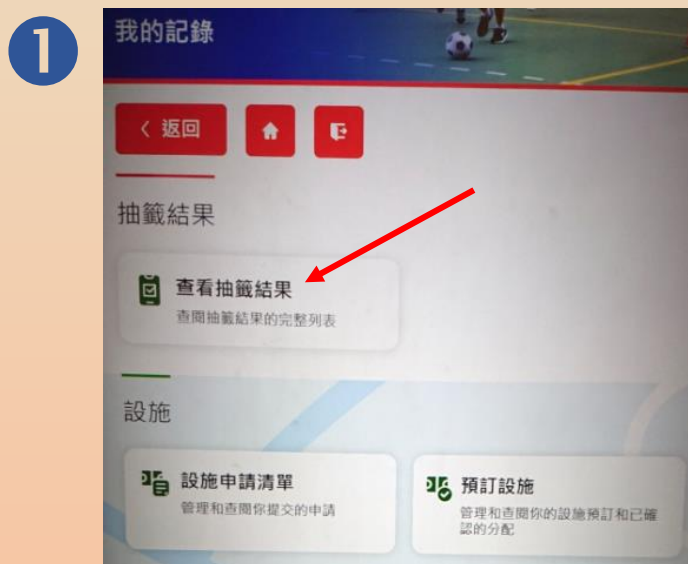 1
我的記錄
返回
抽籤結果
查看抽籤結果
查閱抽籤結果的完整列表
設施
設施申請清單
管理和查閱你提交的申請
預訂設施
管理和查閱你的設施預訂和已確
認的分配